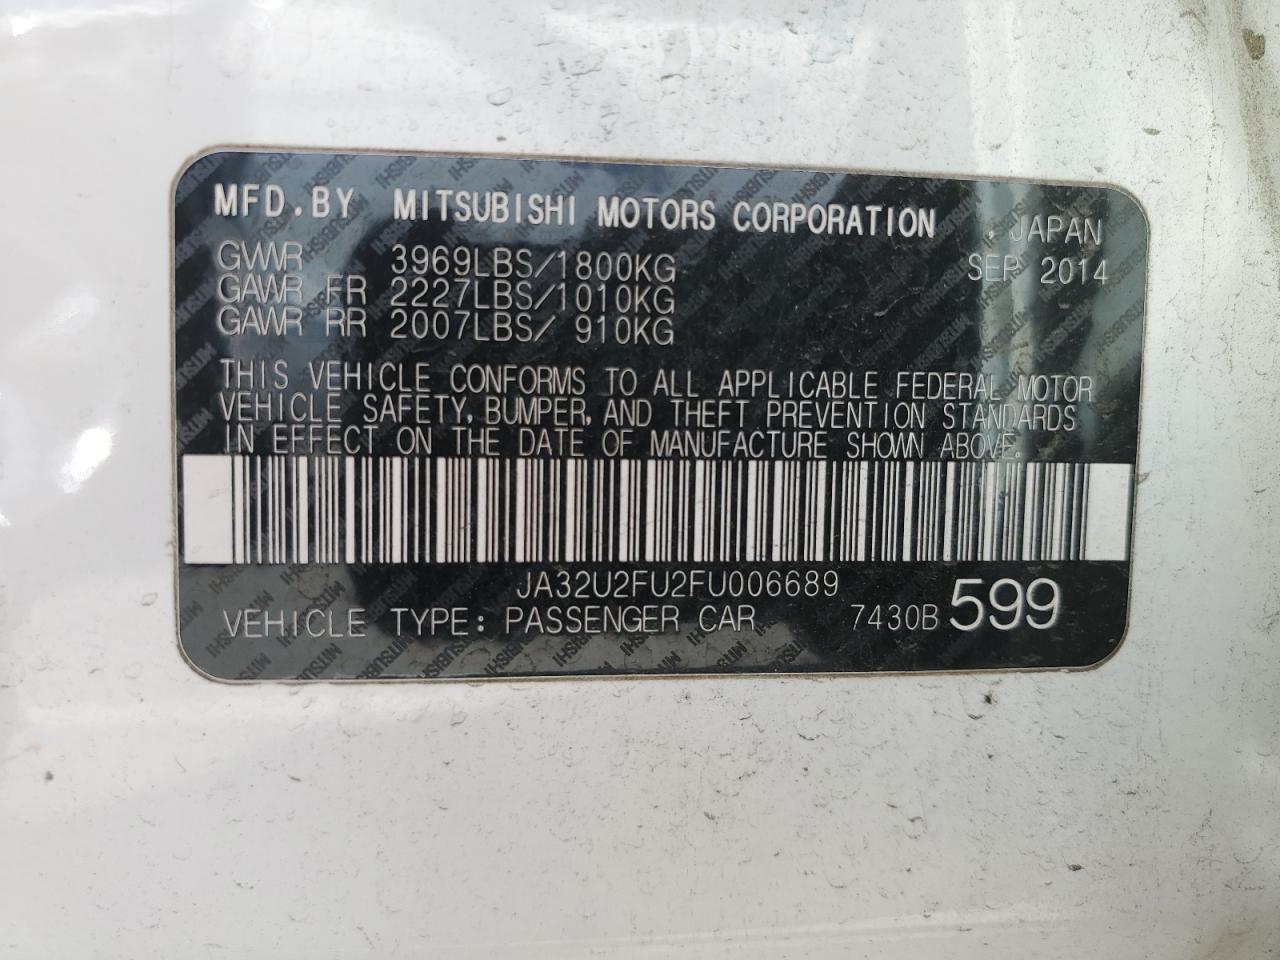 MFD.BY MITSUBISHI MOTORS CORPORATION . JAPAN
GVWR 3969LBS/1800KG SEP 2014
GAWR FR 2227LBS/1010KG
GAWR RR 2007LBS/ 910KG
THIS VEHICLE CONFORMS TO ALL APPLICABLE FEDERAL MOTOR
VEHICLE SAFETY, BUMPER, AND THEFT PREVENTION STANDARDS
IN EFFECT ON THE DATE OF MANUFACTURE SHOWN ABOVE.
JA32U2FU2FU006689
VEHICLE TYPE: PASSENGER CAR 7430B 599